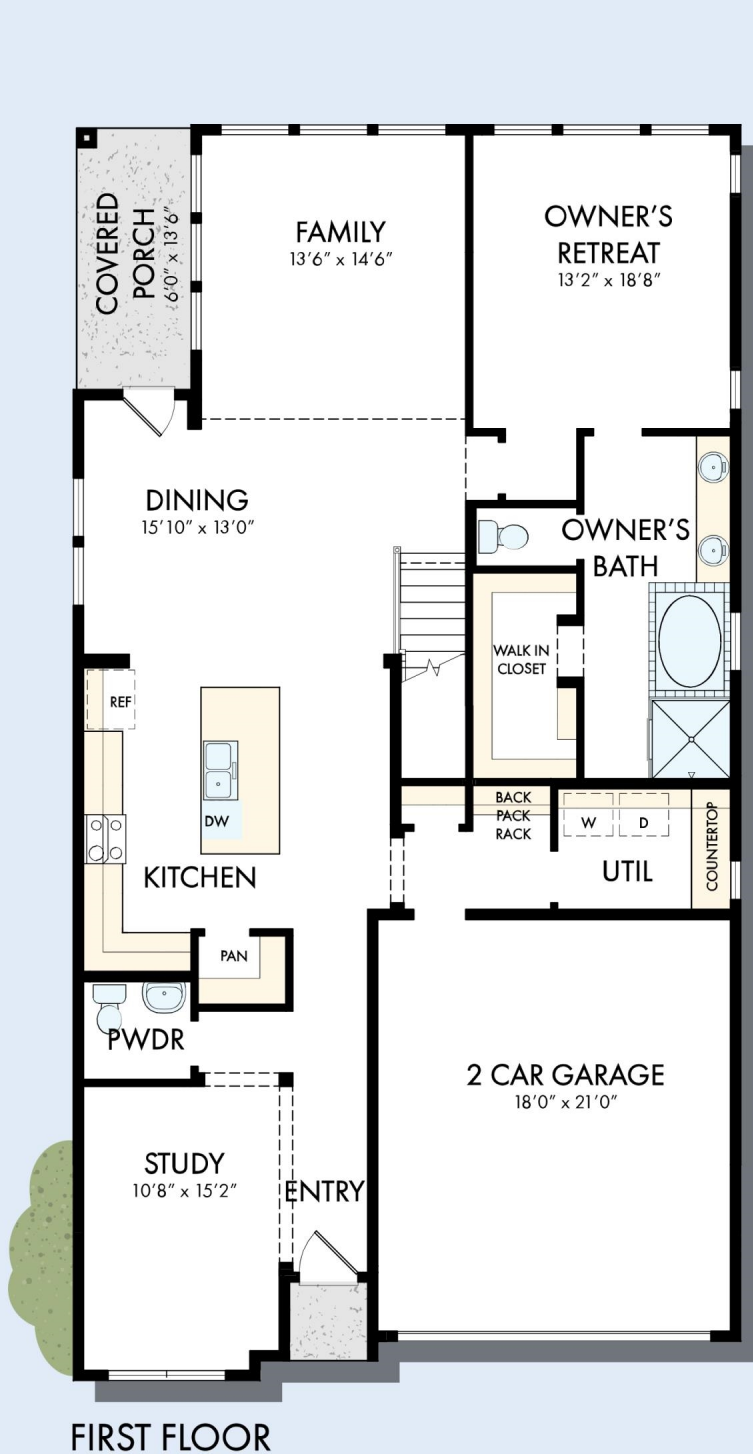 COVERED
PORCH
6'0" x 13'6"
FAMILY
13'6" x 14'6"
OWNER'S
RETREAT
13'2" x 18'8"
DINING
15'10" x 13'0"
OWNER'S
BATH
WALK IN
CLOSET
REF
DW
KITCHEN
BACK
PACK
RACK
W
D
UTIL
COUNTERTOP
PAN
PWDR
2 CAR GARAGE
18'0" x 21'0"
STUDY
10'8" x 15'2"
ENTRY
FIRST FLOOR